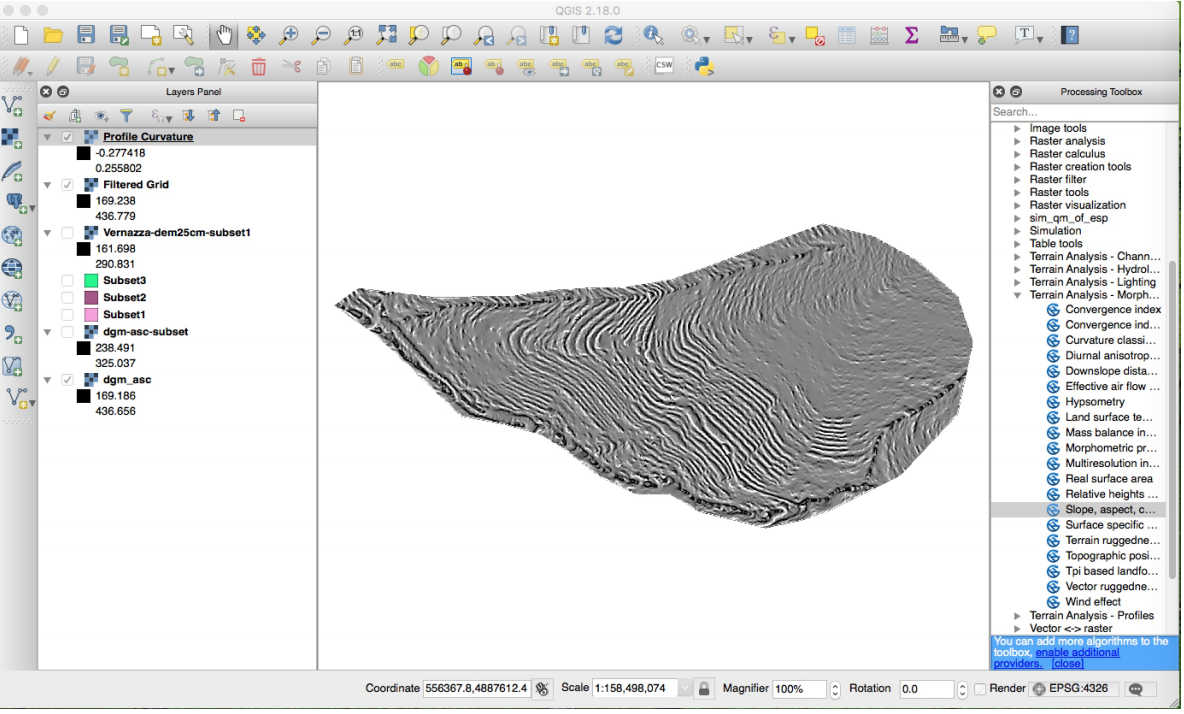 QGIS 2.18.0
Layers Panel
Profile Curvature
-0.277418
0.255802
Filtered Grid
169.238
436.779
Vernazza-dem25cm-subset1
161.698
290.831
Subset3
Subset2
Subset1
dgm-asc-subset
238.491
325.037
dgm_asc
169.186
436.656
Processing Toolbox
Search...
Image tools
Raster analysis
Raster calculus
Raster creation tools
Raster filter
Raster tools
Raster visualization
sim_qm_of_esp
Simulation
Table tools
Terrain Analysis - Chann...
Terrain Analysis - Hydrol...
Terrain Analysis - Lighting
Terrain Analysis - Morph...
Convergence index
Convergence ind...
Curvature classi...
Diurnal anisotrop...
Downslope dista...
Effective air flow ...
Hypsometry
Land surface te...
Mass balance in...
Morphometric pr...
Multiresolution in...
Real surface area
Relative heights ...
Slope, aspect, c...
Surface specific ...
Terrain ruggedne...
Topographic posi...
Tpi based landfo...
Vector ruggedne...
Wind effect
Terrain Analysis - Profiles
Vector <-> raster
You can add more algorithms to the
toolbox, enable additional
providers. [close]
Coordinate 556367.8,4887612.4 Scale 1:158,498,074 Magnifier 100% Rotation 0.0 Render EPSG:4326